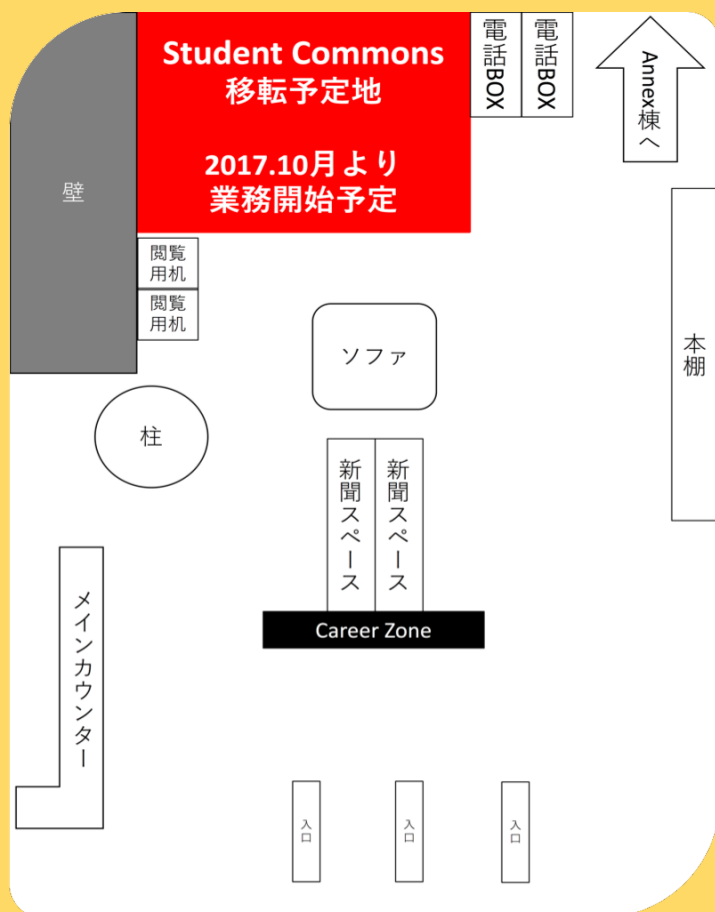 Student Commons
移転予定地
2017.10月より
業務開始予定
電話BOX
電話BOX
Annex棟へ
壁
閲覧
用机
閲覧
用机
ソファ
本棚
柱
新聞スペース
新聞スペース
Career Zone
メインカウンター
入口
入口
入口